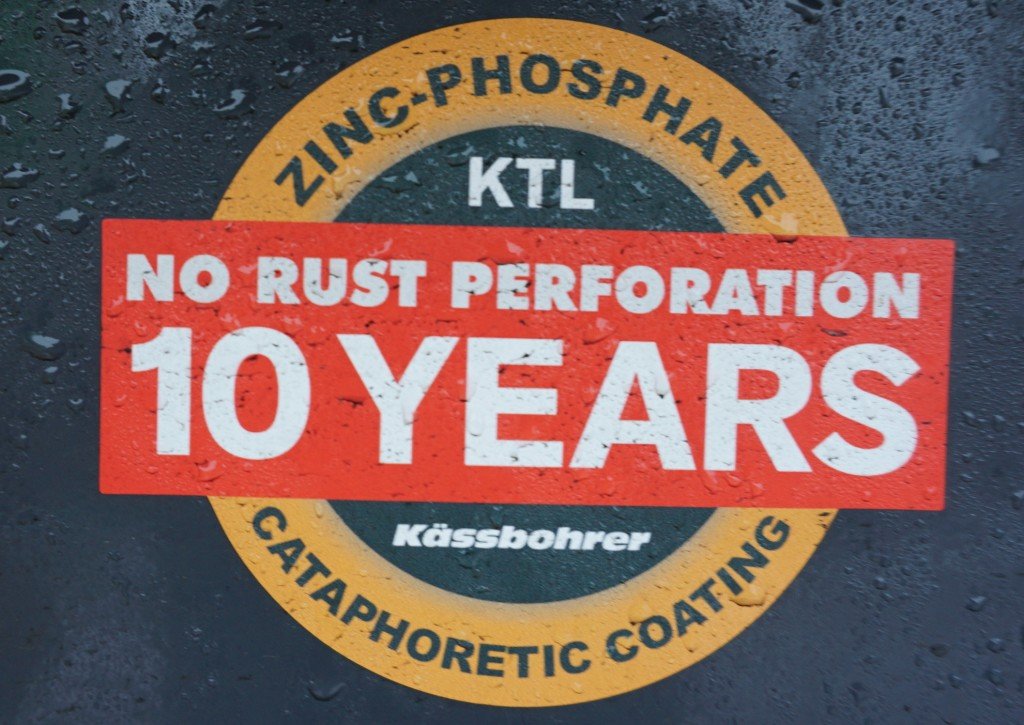 ZINC-PHOSPHATE
KTL
NO RUST PERFORATION
10 YEARS
Kässbohrer
CATAPHORETIC COATING